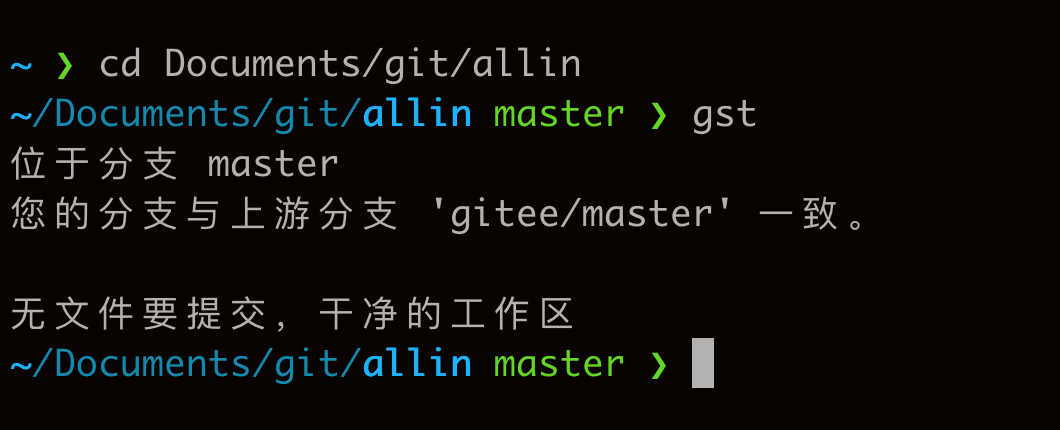 ~ ❯ cd Documents/git/allin
~/Documents/git/allin master ❯ gst
位于分支 master
您的分支与上游分支 'gitee/master' 一致。
无文件要提交，干净的工作区
~/Documents/git/allin master ❯